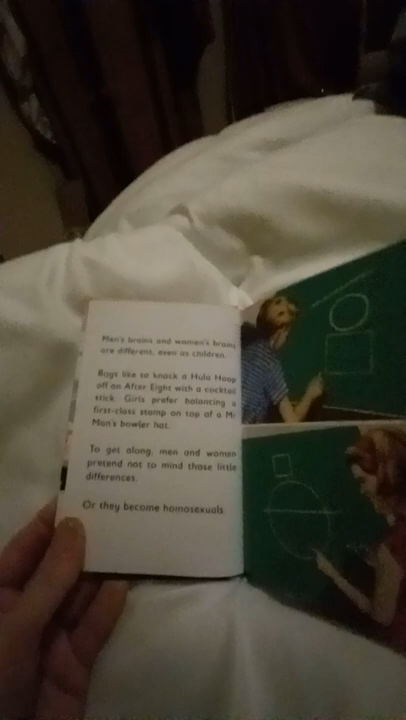 Men's brains and women's brains
are different, even as children.
Boys like to knock a Hula Hoop
off an After Eight with a cocktail
stick. Girls prefer balancing a
first-class stamp on top of a Mr
Men's bowler hat.
To get along, men and women
pretend not to mind these little
differences.
Or they become homosexuals.